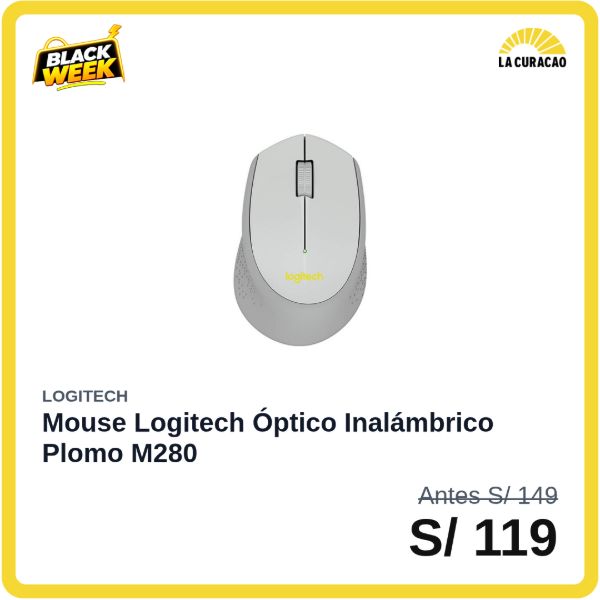 BLACK
WEEK
LA CURACAO
logitech
LOGITECH
Mouse Logitech Óptico Inalámbrico
Plomo M280
Antes S/ 149
S/ 119